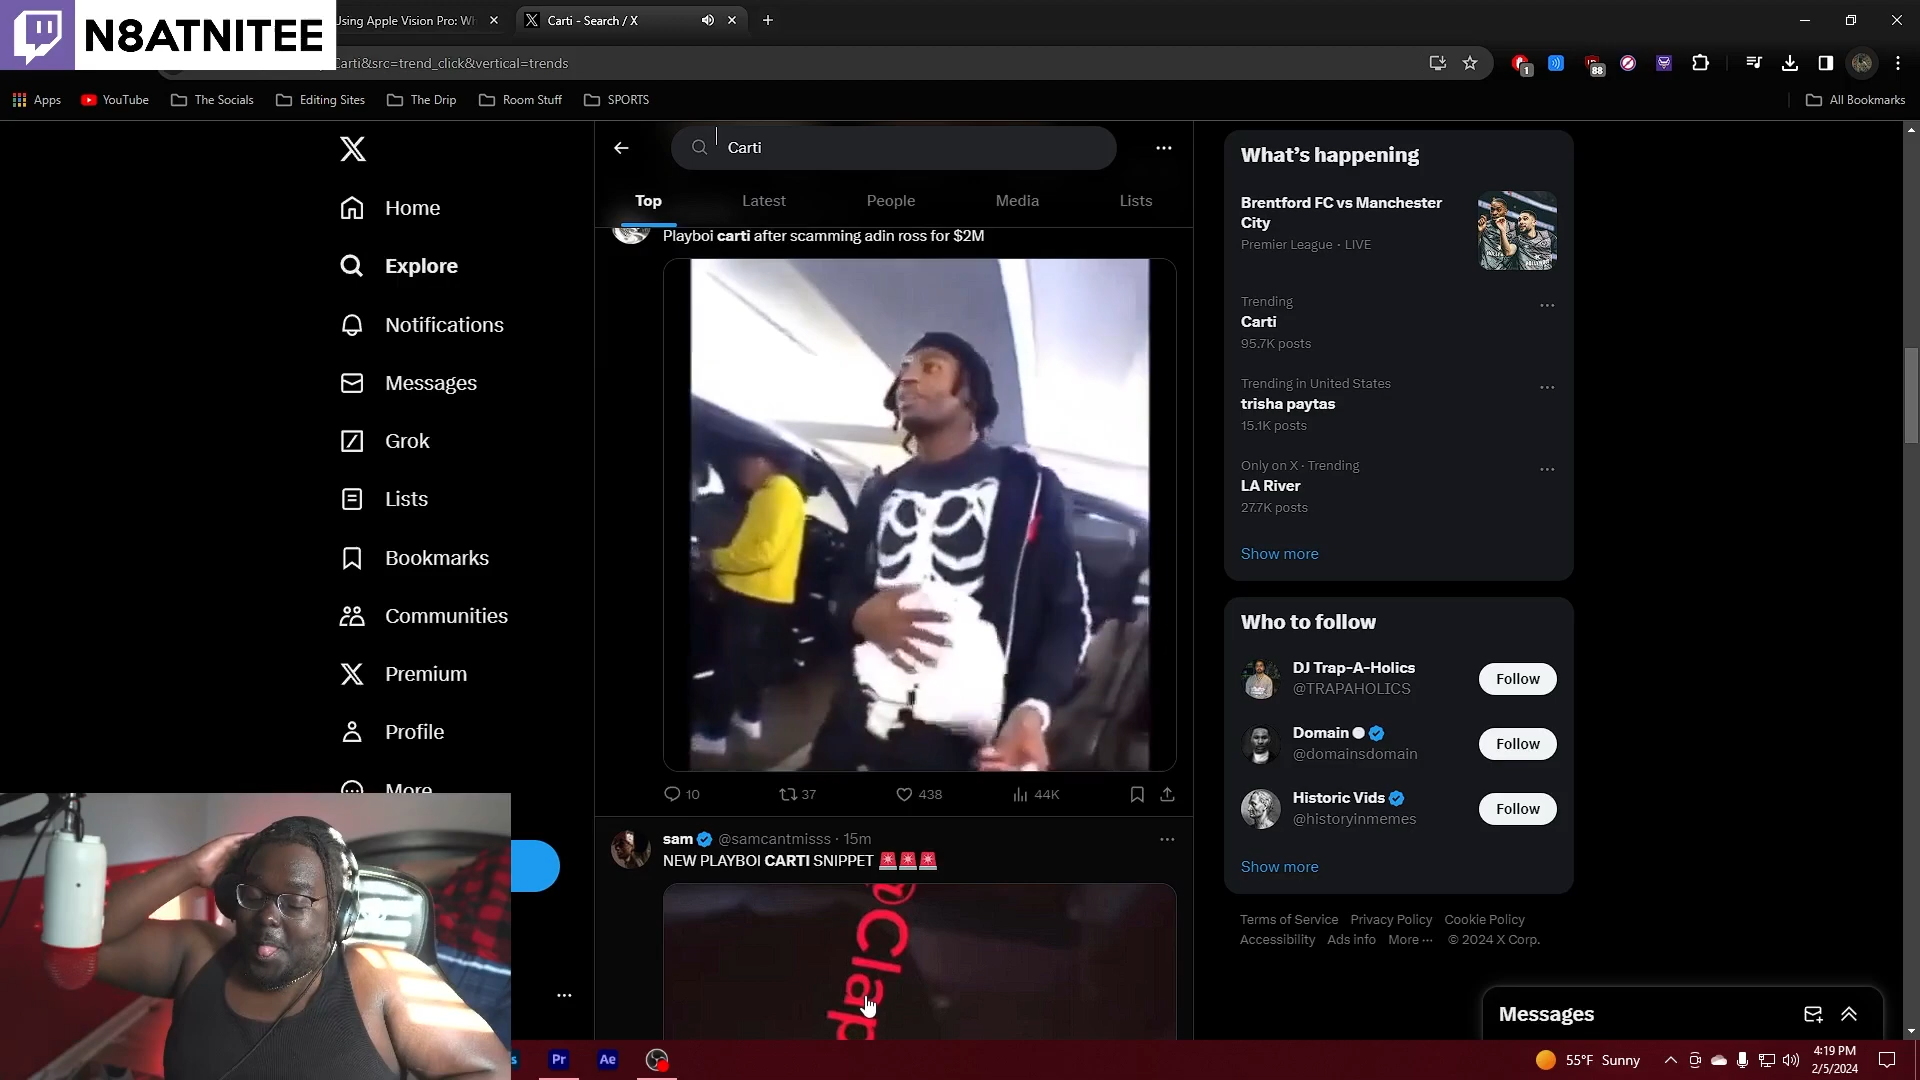 N8ATNITEE
Using Apple Vision Pro: Wh
Carti - Search / X
Carti&src=trend_click&vertical=trends
1
88
Apps
YouTube
The Socials
Editing Sites
The Drip
Room Stuff
SPORTS
All Bookmarks
Home
Explore
Notifications
Messages
Grok
Lists
Bookmarks
Communities
Premium
Profile
More
Carti
Top
Latest
People
Media
Lists
Playboi carti after scamming adin ross for $2M
10
37
438
44K
sam @samcantmisss · 15m
NEW PLAYBOI CARTI SNIPPET 🚨🚨🚨
@Clap
What's happening
Brentford FC vs Manchester
City
Premier League · LIVE
Trending
Carti
95.7K posts
Trending in United States
trisha paytas
15.1K posts
Only on X · Trending
LA River
27.7K posts
Show more
Who to follow
DJ Trap-A-Holics
@TRAPAHOLICS
Follow
Domain
@domainsdomain
Follow
Historic Vids
@historyinmemes
Follow
Show more
Terms of Service Privacy Policy Cookie Policy
Accessibility Ads info More ··· © 2024 X Corp.
Messages
Pr
Ae
55°F Sunny
4:19 PM
2/5/2024